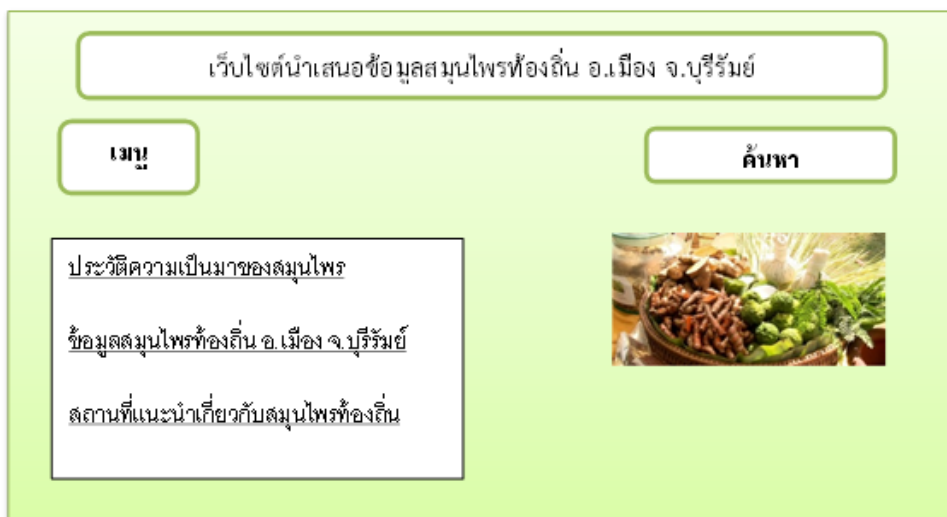 เว็บไซต์นำเสนอข้อมูลสมุนไพรท้องถิ่น อ.เมือง จ.บุรีรัมย์
เมนู
ค้นหา
ประวัติความเป็นมาของสมุนไพร
ข้อมูลสมุนไพรท้องถิ่น อ.เมือง จ.บุรีรัมย์
สถานที่แนะนำเกี่ยวกับสมุนไพรท้องถิ่น